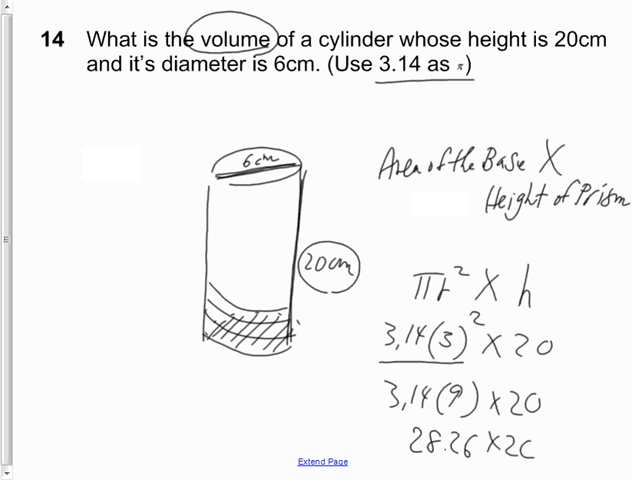 14 What is the volume of a cylinder whose height is 20cm
and it's diameter is 6cm. (Use 3.14 as π)
6cm
Area of the Base X
Height of Prism
20cm
πr² X h
3,14(3)² X 20
3,14(9) X 20
28.26 X 20
Extend Page